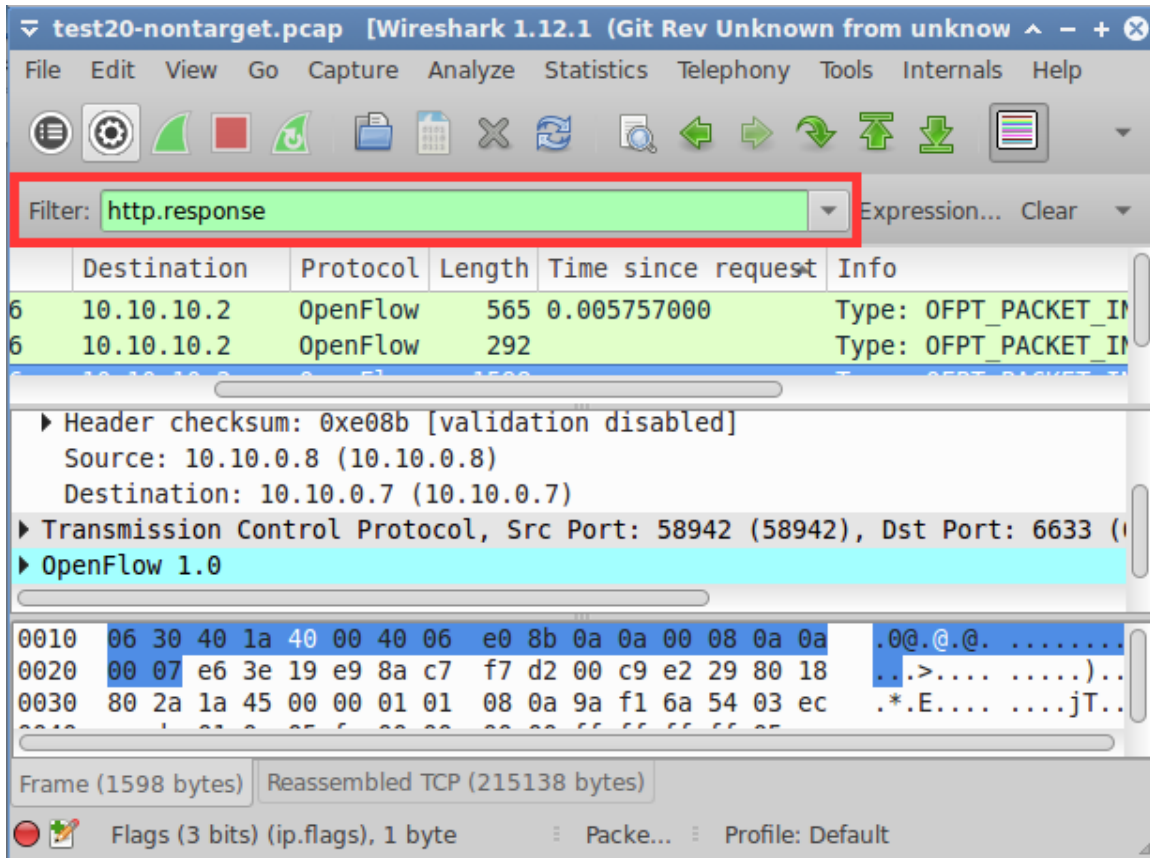 test20-nontarget.pcap [Wireshark 1.12.1 (Git Rev Unknown from unknow
File Edit View Go Capture Analyze Statistics Telephony Tools Internals Help
Filter: http.response Expression... Clear
Destination Protocol Length Time since request Info
6 10.10.10.2 OpenFlow 565 0.005757000 Type: OFPT_PACKET_IN
6 10.10.10.2 OpenFlow 292 Type: OFPT_PACKET_IN
Header checksum: 0xe08b [validation disabled]
Source: 10.10.0.8 (10.10.0.8)
Destination: 10.10.0.7 (10.10.0.7)
Transmission Control Protocol, Src Port: 58942 (58942), Dst Port: 6633 (
OpenFlow 1.0
0010 06 30 40 1a 40 00 40 06 e0 8b 0a 0a 00 08 0a 0a .0@.@.@. ........
0020 00 07 e6 3e 19 e9 8a c7 f7 d2 00 c9 e2 29 80 18 ...>.... .....)..
0030 80 2a 1a 45 00 00 01 01 08 0a 9a f1 6a 54 03 ec .*.E.... ....jT..
Frame (1598 bytes) Reassembled TCP (215138 bytes)
Flags (3 bits) (ip.flags), 1 byte Packe... Profile: Default